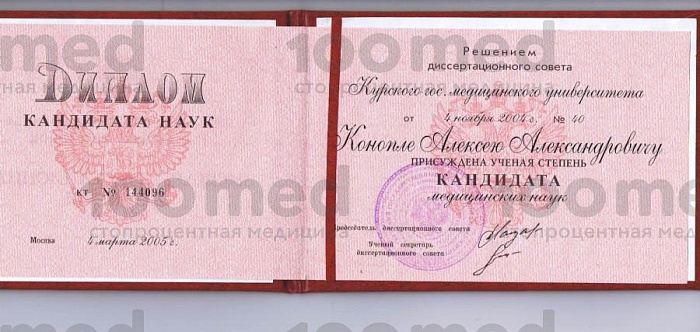 Диплом
КАНДИДАТА НАУК
КТ № 144096
Москва 4 марта 2005 г.
Решением
диссертационного совета
Курского гос. медицинского университета
от 4 ноября 2004 г. № 40
Конопле Алексею Александровичу
ПРИСУЖДЕНА УЧЕНАЯ СТЕПЕНЬ
КАНДИДАТА
медицинских наук
редседатель диссертационного совета
Ученый секретарь
диссертационного совета
100med
стопроцентная медицина